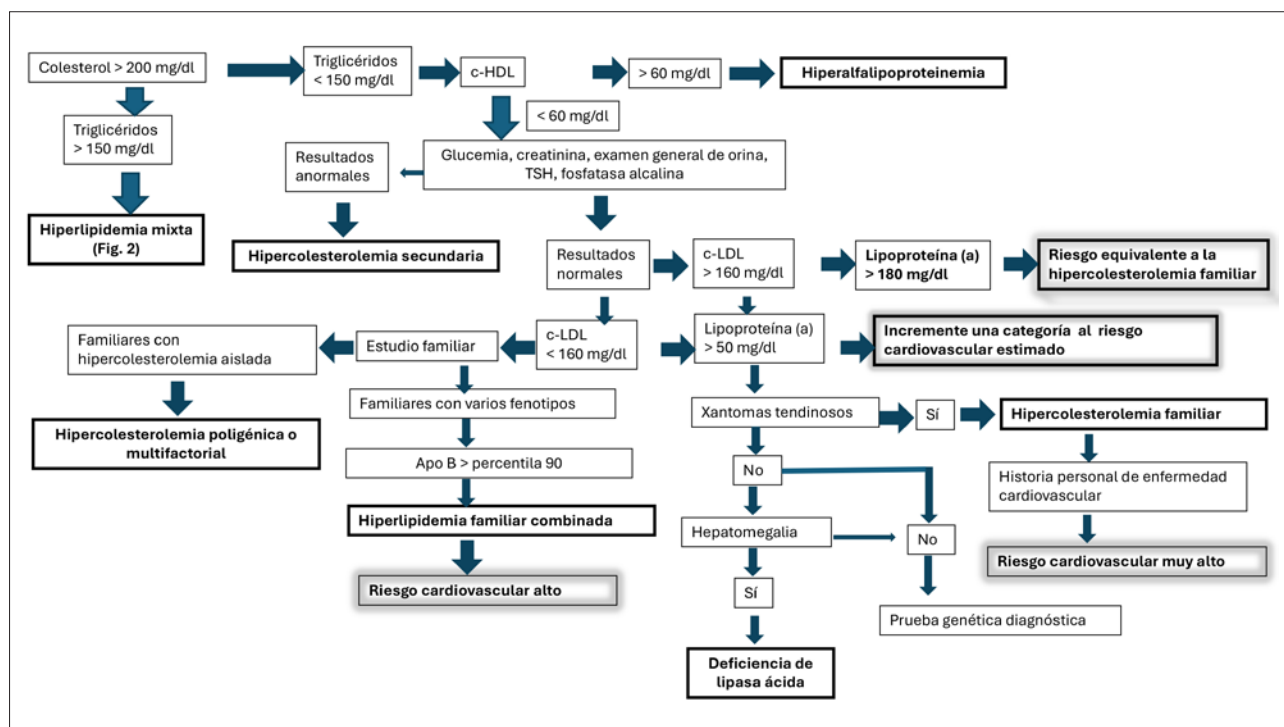 Colesterol > 200 mg/dl
Triglicéridos
< 150 mg/dl
c-HDL
> 60 mg/dl
Hiperalfalipoproteinemia
< 60 mg/dl
Triglicéridos
> 150 mg/dl
Resultados
anormales
Glucemia, creatinina, examen general de orina,
TSH, fosfatasa alcalina
Hiperlipidemia mixta
(Fig. 2)
Hipercolesterolemia secundaria
Resultados
normales
c-LDL
> 160 mg/dl
Lipoproteína (a)
> 180 mg/dl
Riesgo equivalente a la
hipercolesterolemia familiar
Familiares con
hipercolesterolemia aislada
Estudio familiar
c-LDL
< 160 mg/dl
Lipoproteína (a)
> 50 mg/dl
Incremente una categoría al riesgo
cardiovascular estimado
Familiares con varios fenotipos
Xantomas tendinosos
Sí
Hipercolesterolemia familiar
Hipercolesterolemia poligénica o
multifactorial
Apo B > percentila 90
No
Historia personal de enfermedad
cardiovascular
Hiperlipidemia familiar combinada
Hepatomegalia
No
Riesgo cardiovascular muy alto
Riesgo cardiovascular alto
Sí
Prueba genética diagnóstica
Deficiencia de
lipasa ácida